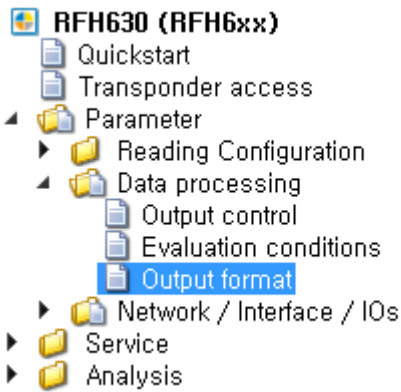 RFH630 (RFH6xx)
Quickstart
Transponder access
Parameter
Reading Configuration
Data processing
Output control
Evaluation conditions
Output format
Network / Interface / IOs
Service
Analysis